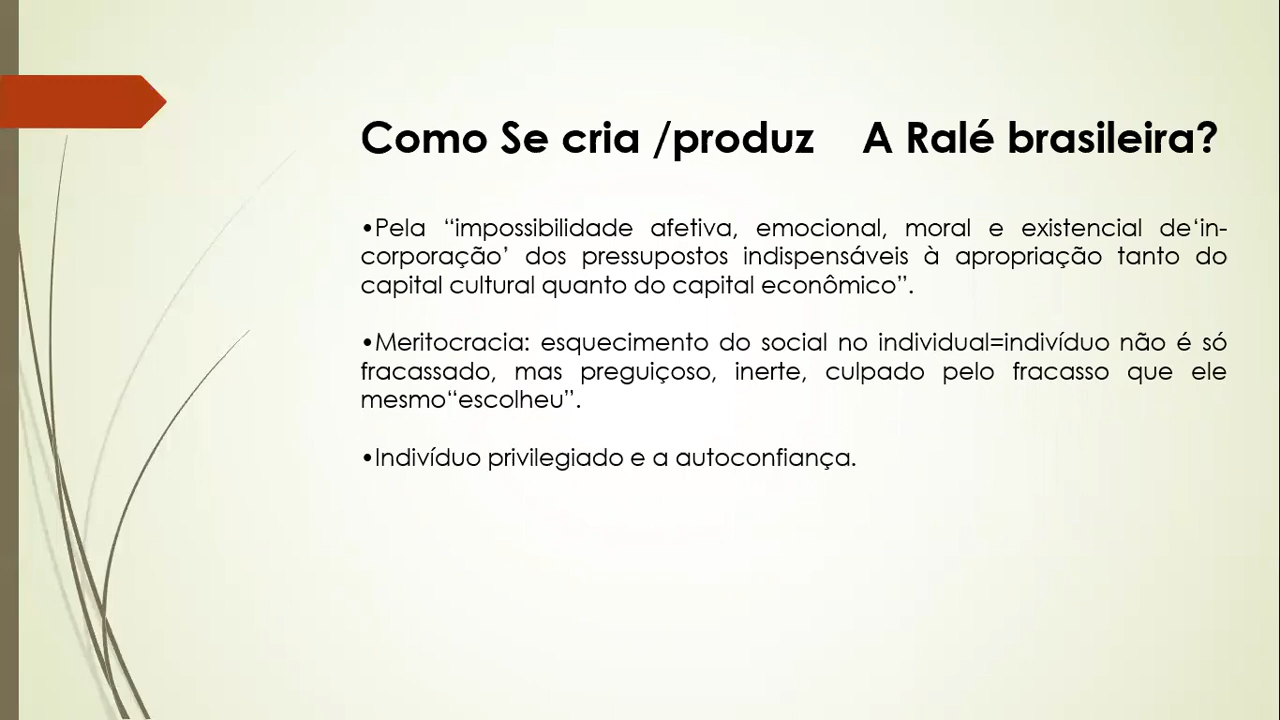 Como Se cria /produz A Ralé brasileira?
•Pela “impossibilidade afetiva, emocional, moral e existencial de‘in-
corporação’ dos pressupostos indispensáveis à apropriação tanto do
capital cultural quanto do capital econômico”.
•Meritocracia: esquecimento do social no individual=indivíduo não é só
fracassado, mas preguiçoso, inerte, culpado pelo fracasso que ele
mesmo“escolheu”.
•Indivíduo privilegiado e a autoconfiança.